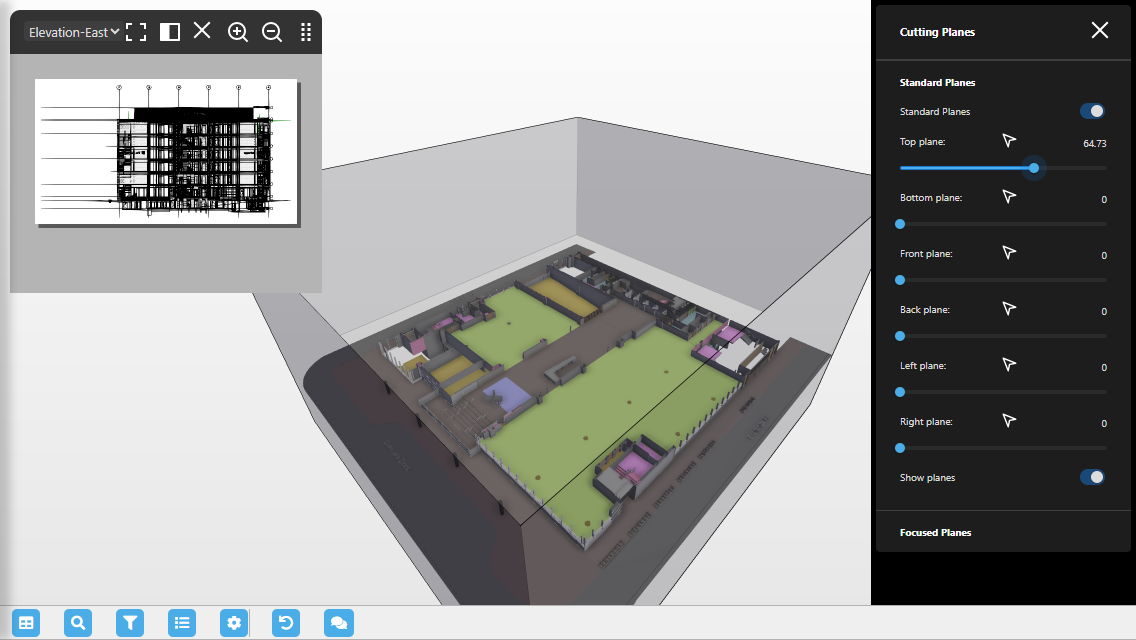 Elevation-East
Cutting Planes
Standard Planes
Standard Planes
Top plane:
64.73
Bottom plane:
0
Front plane:
0
Back plane:
0
Left plane:
0
Right plane:
0
Show planes
Focused Planes